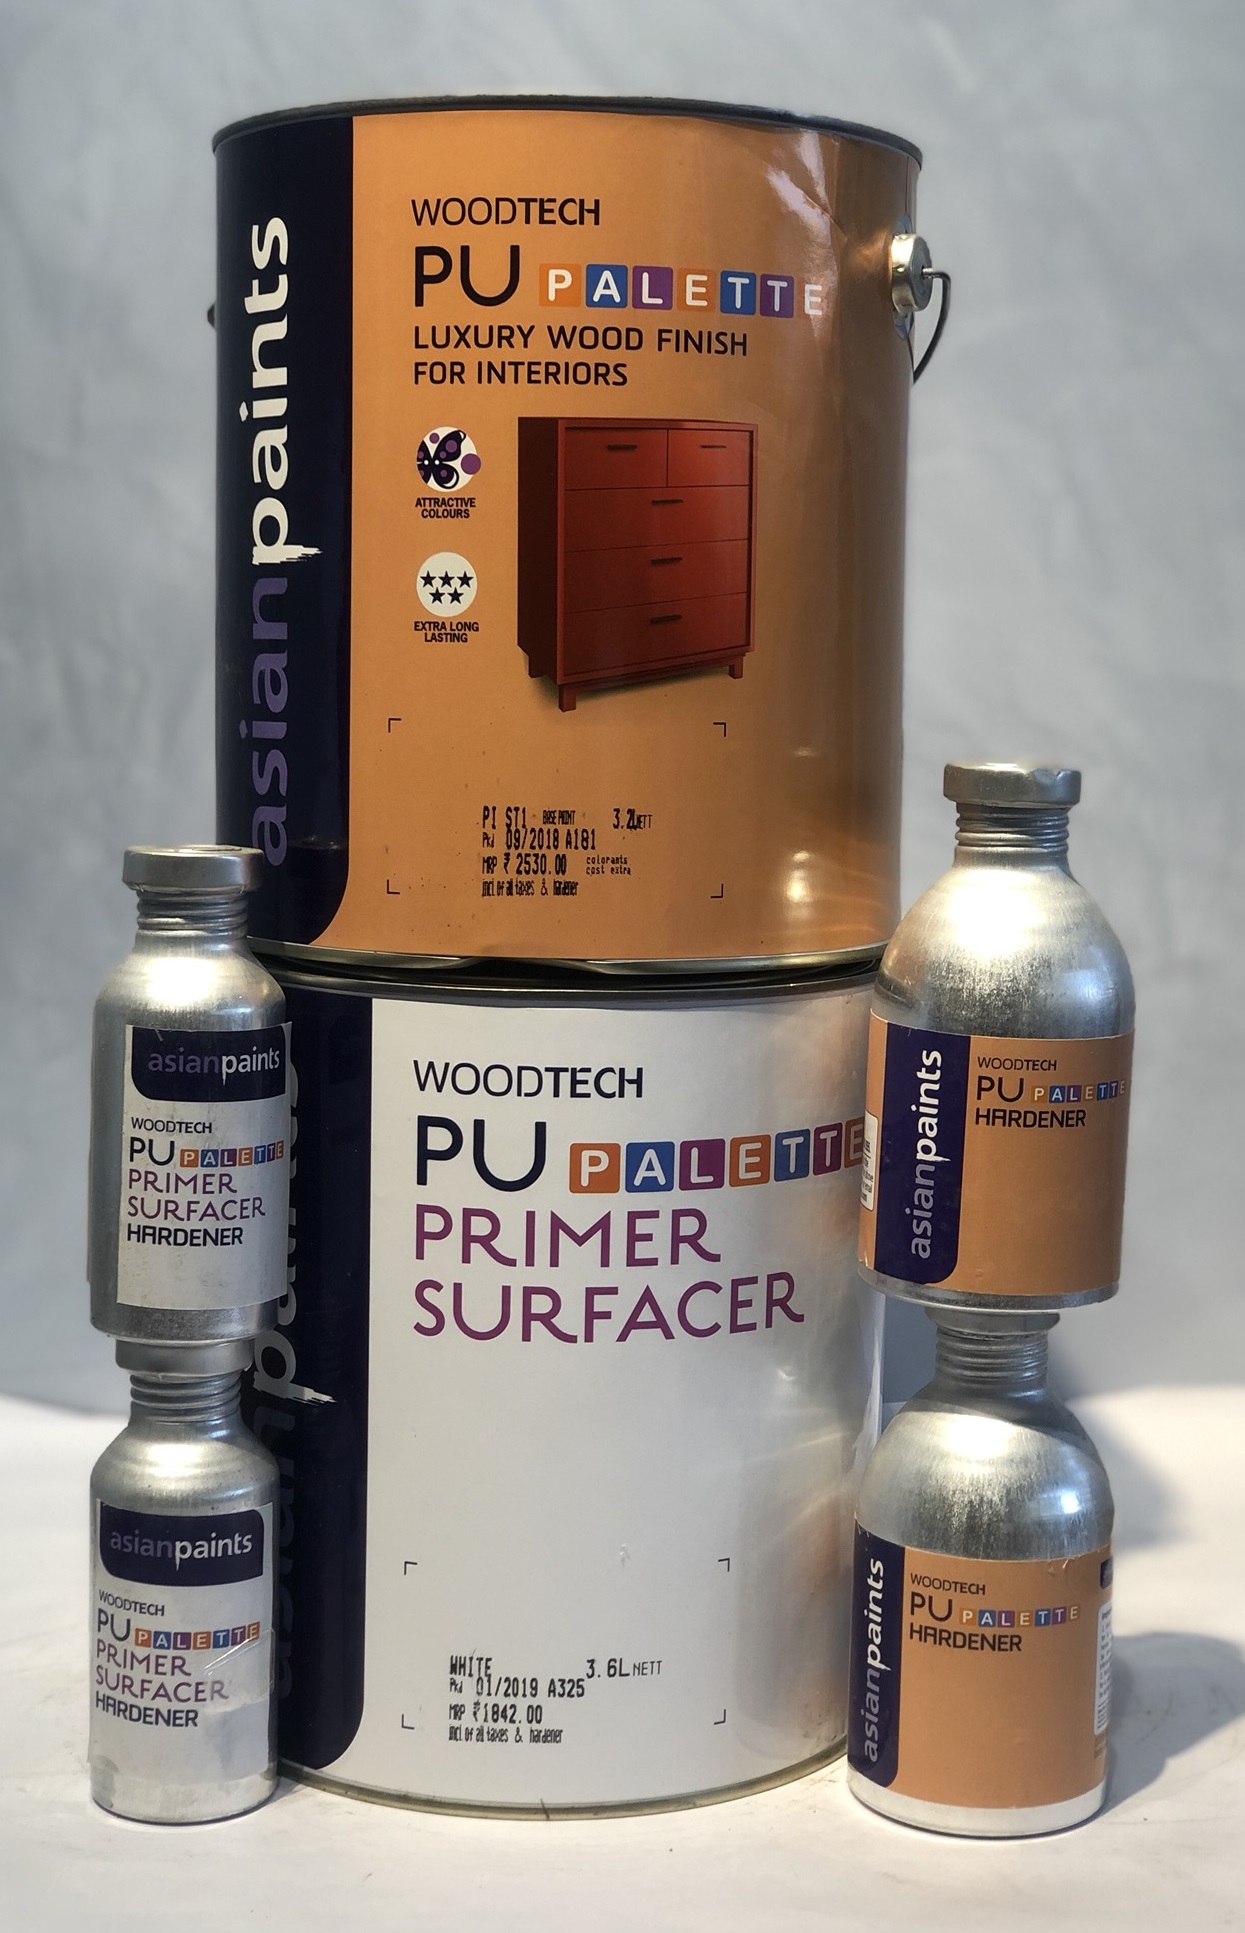 asianpaints
WOODTECH
PU PALETTE
LUXURY WOOD FINISH
FOR INTERIORS
ATTRACTIVE
COLOURS
EXTRA LONG
LASTING
PI ST1 BASE PAINT 3.2L NETT
Pkd 09/2018 A181
MRP ₹ 2530.00 colorants
cost extra
incl of all taxes & hardener
asianpaints
WOODTECH
PU PALETTE
PRIMER
SURFACER
WHITE 3.6L NETT
Pkd 01/2019 A325
MRP ₹1842.00
incl of all taxes & hardener
asianpaints
WOODTECH
PU PALETTE
PRIMER
SURFACER
HARDENER
asianpaints
WOODTECH
PU PALETTE
PRIMER
SURFACER
HARDENER
asianpaints
WOODTECH
PU PALETTE
HARDENER
asianpaints
WOODTECH
PU PALETTE
HARDENER